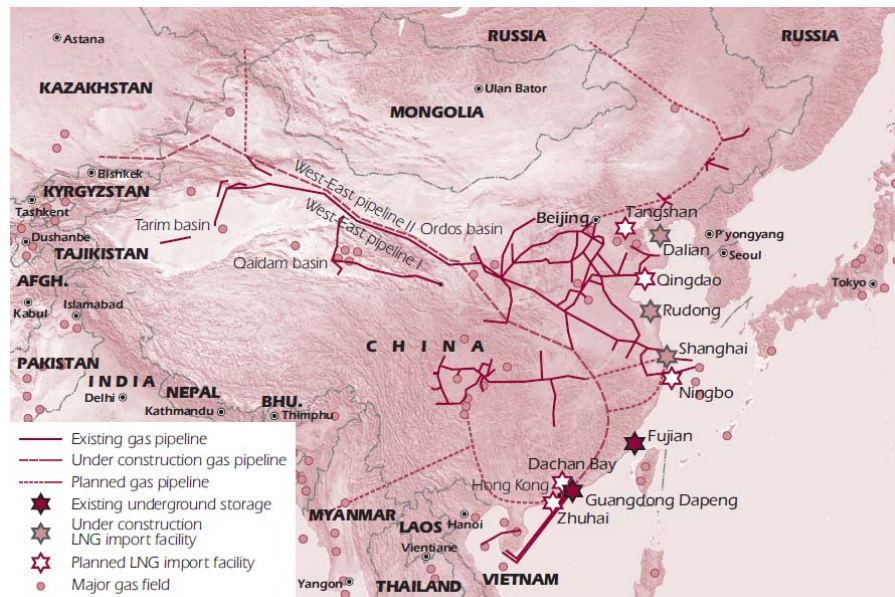 Astana
RUSSIA
RUSSIA
KAZAKHSTAN
Ulan Bator
MONGOLIA
Bishkek
KYRGYZSTAN
Tashkent
West-East pipeline II
Ordos basin
Beijing
Tangshan
Tarim basin
West-East pipeline I
Dushanbe
TAJIKISTAN
P'yongyang
Dalian
Seoul
Qaidam basin
AFGH.
Qingdao
Tokyo
Kabul
Islamabad
Rudong
CHINA
Shanghai
PAKISTAN
INDIA
NEPAL
BHU.
Ningbo
Delhi
Kathmandu
Thimphu
Fujian
Dachan Bay
Hong Kong
Guangdong Dapeng
Zhuhai
MYANMAR
LAOS
Hanoi
Vientiane
Yangon
THAILAND
VIETNAM
Existing gas pipeline
Under construction gas pipeline
Planned gas pipeline
Existing underground storage
Under construction
LNG import facility
Planned LNG import facility
Major gas field